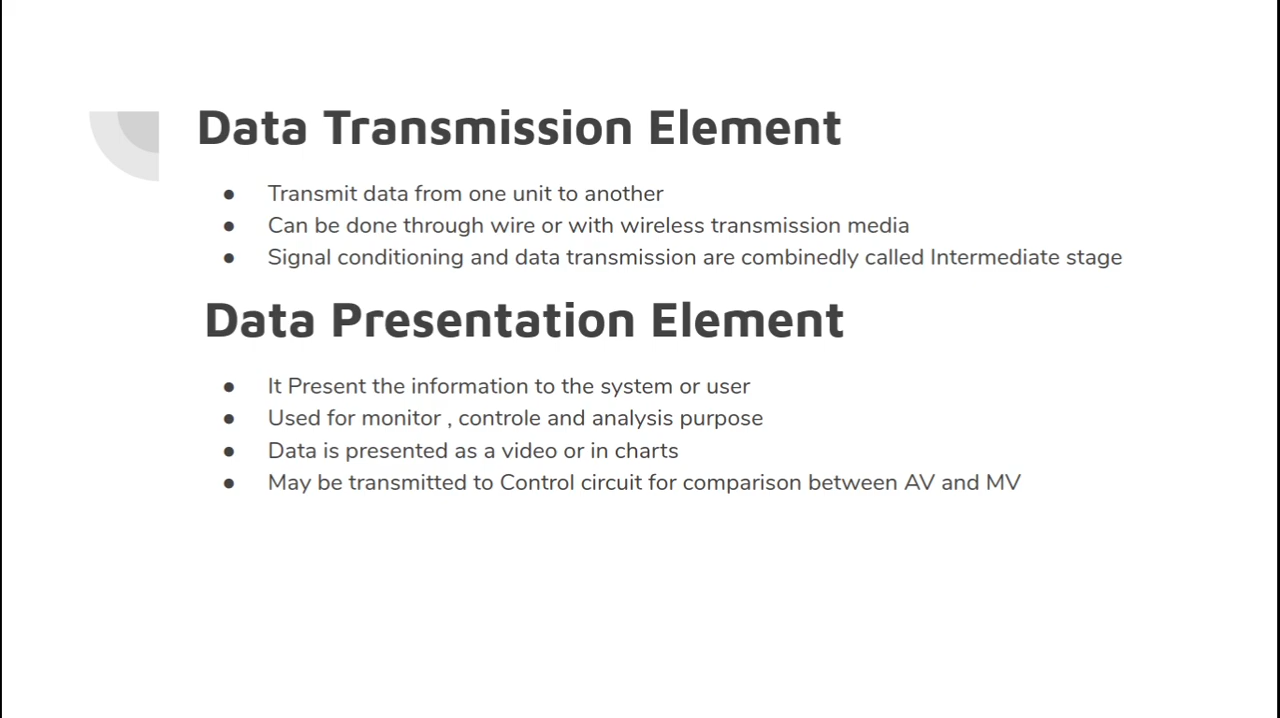 Data Transmission Element
● Transmit data from one unit to another
● Can be done through wire or with wireless transmission media
● Signal conditioning and data transmission are combinedly called Intermediate stage
Data Presentation Element
● It Present the information to the system or user
● Used for monitor , controle and analysis purpose
● Data is presented as a video or in charts
● May be transmitted to Control circuit for comparison between AV and MV